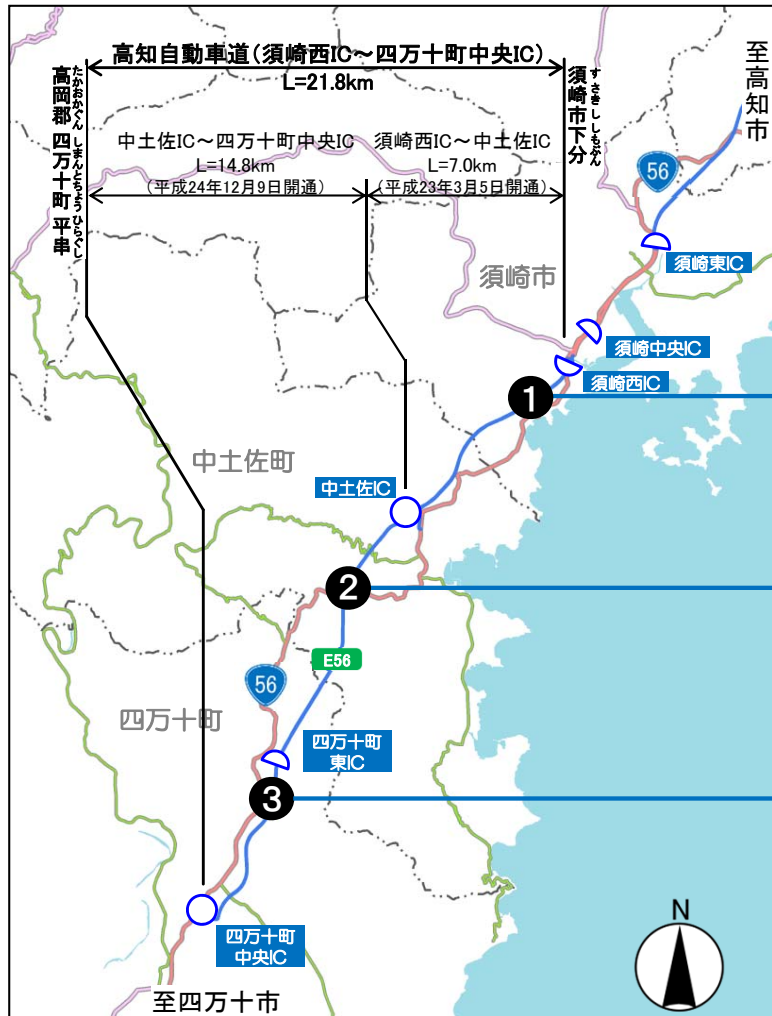 高知自動車道(須崎西IC～四万十町中央IC)
L=21.8km
中土佐IC～四万十町中央IC
L=14.8km
(平成24年12月9日開通)
須崎西IC～中土佐IC
L=7.0km
(平成23年3月5日開通)
高岡郡 四万十町 平串
たかおかぐん しまんとちょう ひらぐし
須崎市下分
すさきししもぶん
至高知市
56
須崎東IC
須崎市
須崎中央IC
須崎西IC
1
中土佐町
中土佐IC
2
E56
56
四万十町
四万十町
東IC
3
四万十町
中央IC
N
至四万十市